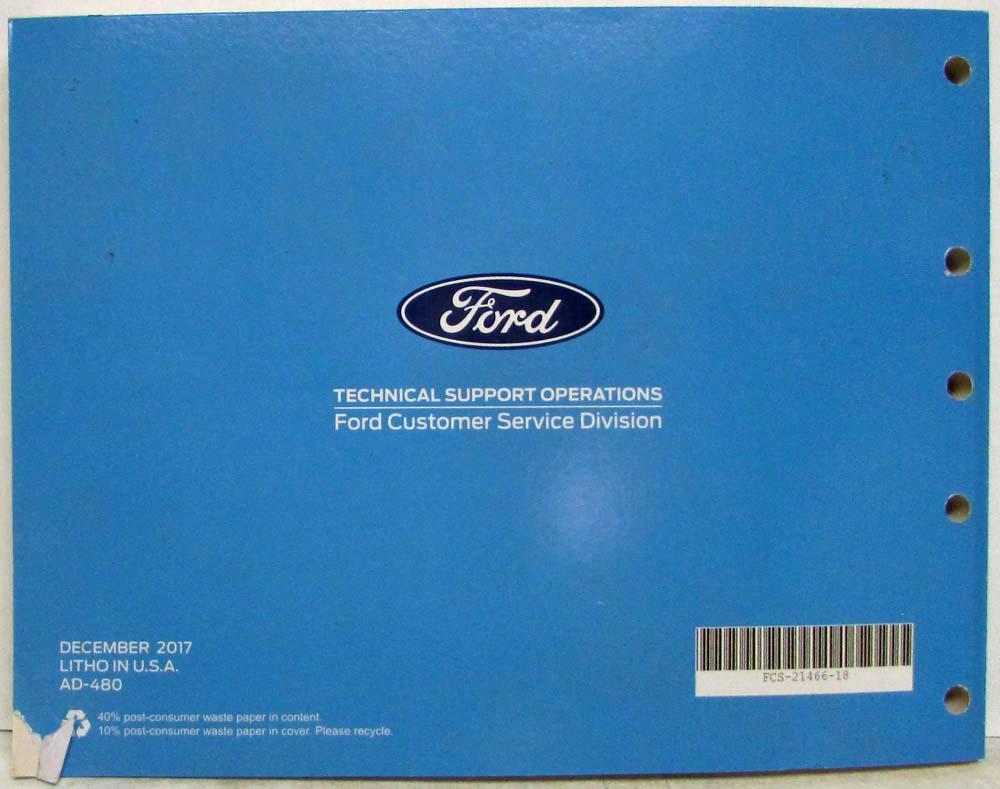 Ford
TECHNICAL SUPPORT OPERATIONS
Ford Customer Service Division
DECEMBER 2017
LITHO IN U.S.A.
AD-480
FCS-21466-18
40% post-consumer waste paper in content.
10% post-consumer waste paper in cover. Please recycle.